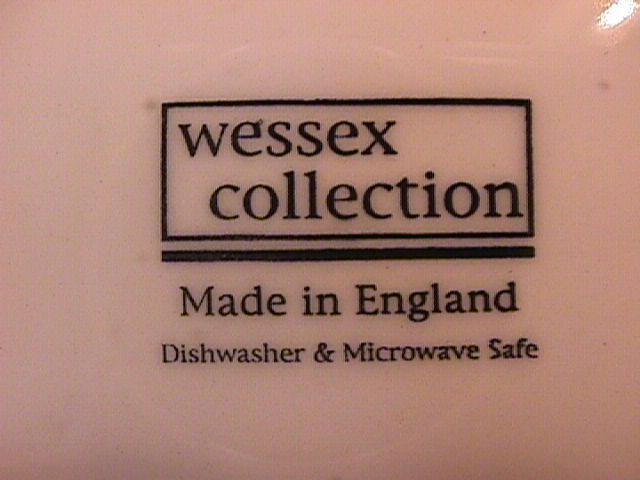 wessex
collection
Made in England
Dishwasher & Microwave Safe